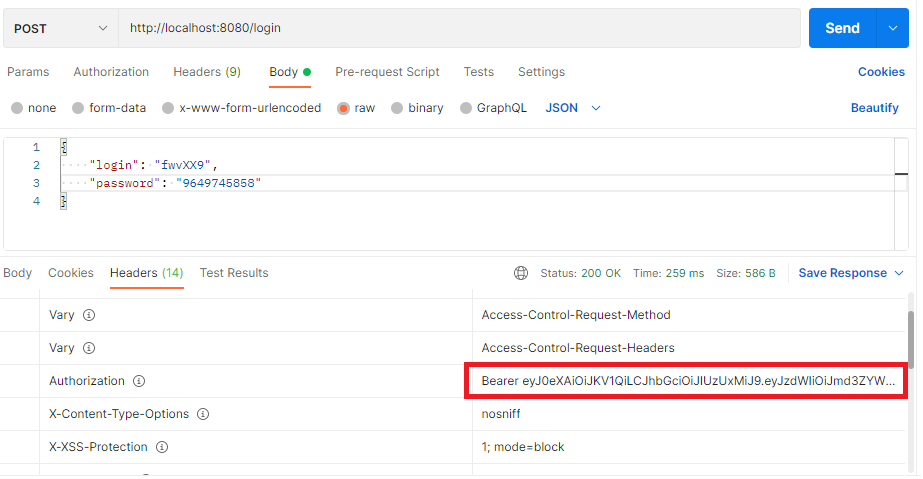 POST http://localhost:8080/login Send
Params Authorization Headers (9) Body Pre-request Script Tests Settings Cookies
none form-data x-www-form-urlencoded raw binary GraphQL JSON Beautify
1 {
2 "login": "fwvXX9",
3 "password": "9649745858"
4 }
Body Cookies Headers (14) Test Results Status: 200 OK Time: 259 ms Size: 586 B Save Response
Vary Access-Control-Request-Method
Vary Access-Control-Request-Headers
Authorization Bearer eyJ0eXAiOiJKV1QiLCJhbGciOiJIUzUxMiJ9.eyJzdWIiOiJmd3ZYW...
X-Content-Type-Options nosniff
X-XSS-Protection 1; mode=block